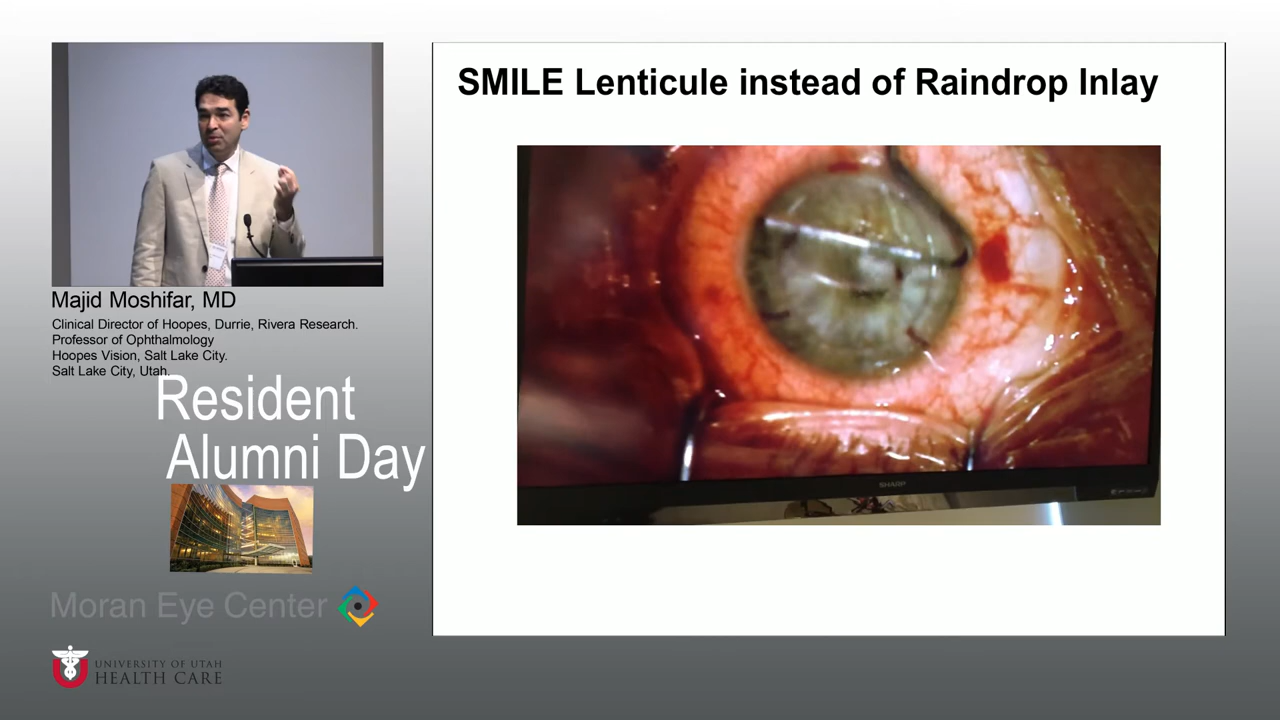 SMILE Lenticule instead of Raindrop Inlay
SHARP
Majid Moshifar, MD
Clinical Director of Hoopes, Durrie, Rivera Research.
Professor of Ophthalmology
Hoopes Vision, Salt Lake City.
Salt Lake City, Utah.
Resident
Alumni Day
Moran Eye Center
UNIVERSITY OF UTAH
HEALTH CARE